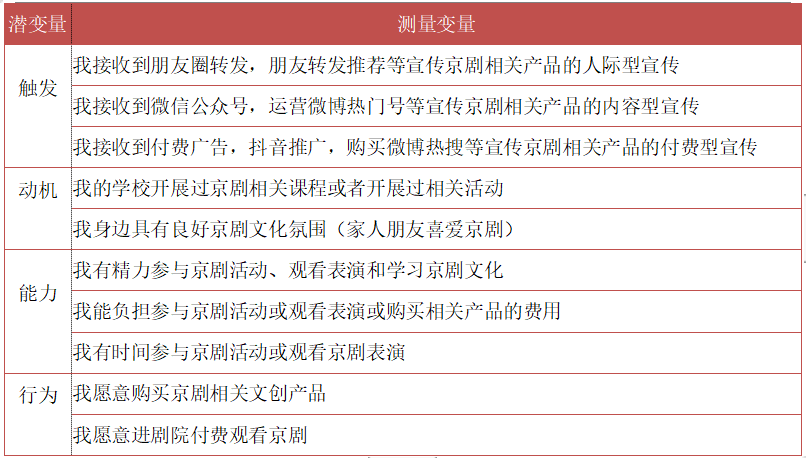 潜变量 测量变量
触发
我接收到朋友圈转发，朋友转发推荐等宣传京剧相关产品的人际型宣传
我接收到微信公众号，运营微博热门号等宣传京剧相关产品的内容型宣传
我接收到付费广告，抖音推广，购买微博热搜等宣传京剧相关产品的付费型宣传
动机
我的学校开展过京剧相关课程或者开展过相关活动
我身边具有良好京剧文化氛围（家人朋友喜爱京剧）
能力
我有精力参与京剧活动、观看表演和学习京剧文化
我能负担参与京剧活动或观看表演或购买相关产品的费用
我有时间参与京剧活动或观看京剧表演
行为
我愿意购买京剧相关文创产品
我愿意进剧院付费观看京剧